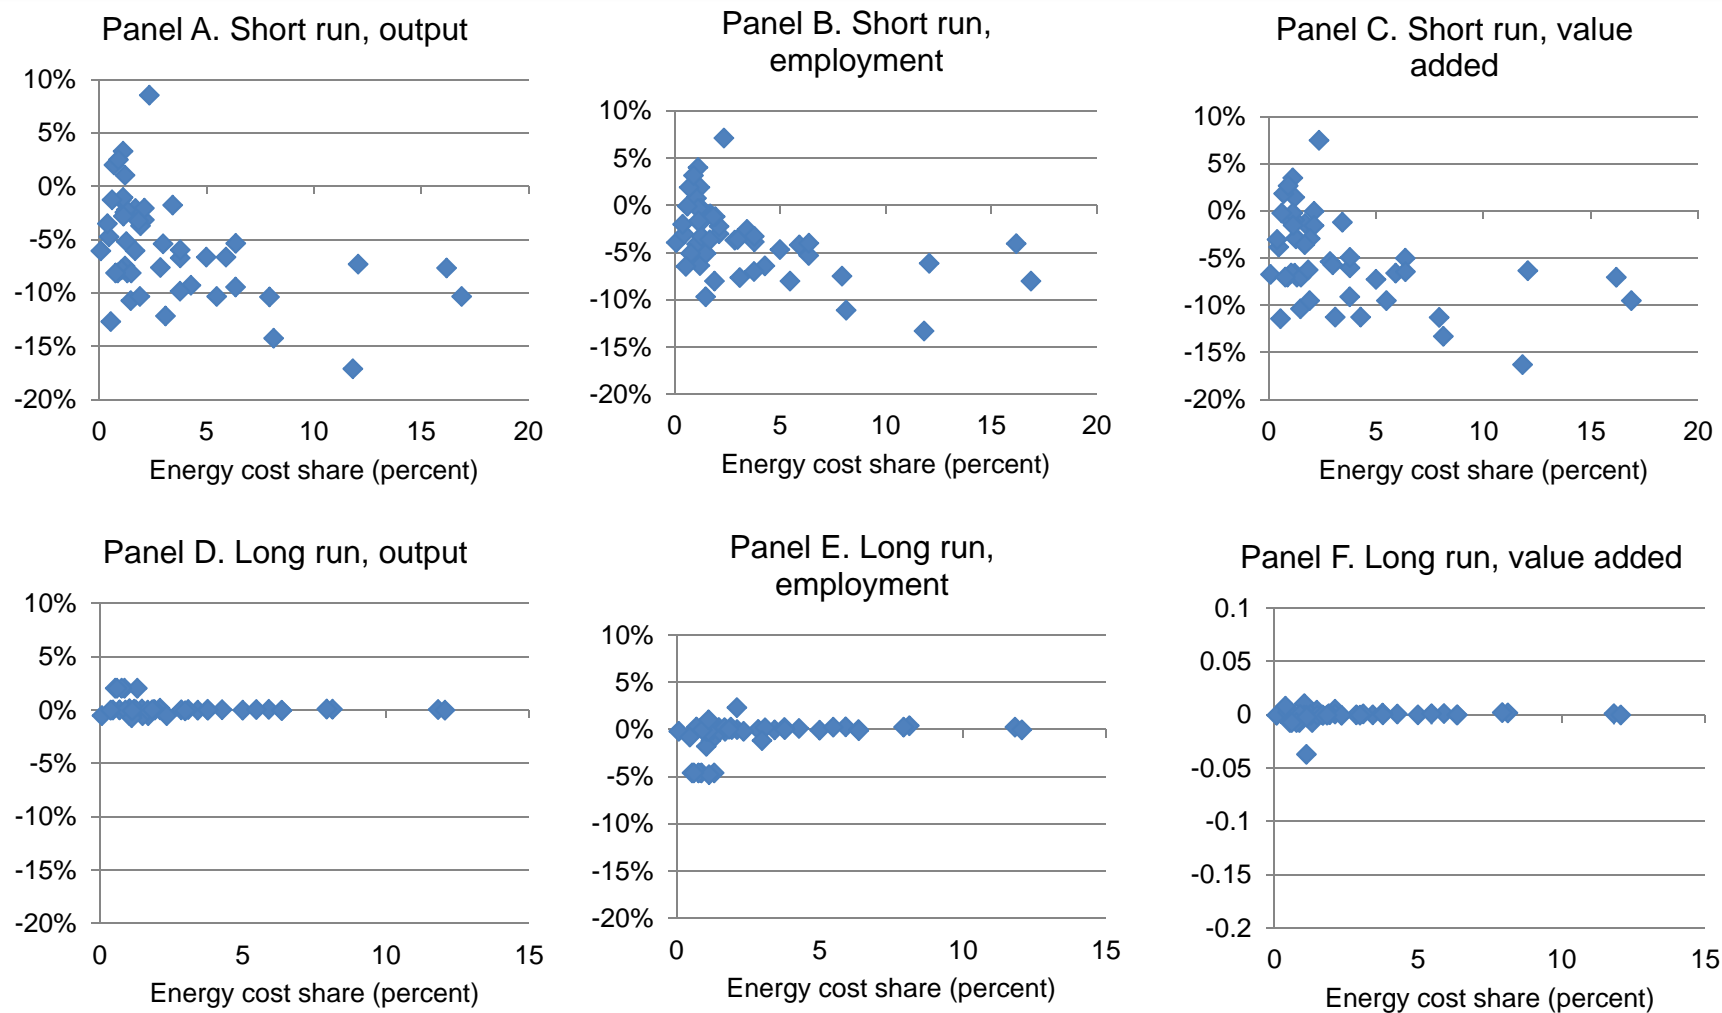 Panel A. Short run, output
10%
5%
0%
-5%
-10%
-15%
-20%
0 5 10 15 20
Energy cost share (percent)
Panel B. Short run,
employment
10%
5%
0%
-5%
-10%
-15%
-20%
0 5 10 15 20
Energy cost share (percent)
Panel C. Short run, value
added
10%
5%
0%
-5%
-10%
-15%
-20%
0 5 10 15 20
Energy cost share (percent)
Panel D. Long run, output
10%
5%
0%
-5%
-10%
-15%
-20%
0 5 10 15
Energy cost share (percent)
Panel E. Long run,
employment
10%
5%
0%
-5%
-10%
-15%
-20%
0 5 10 15
Energy cost share (percent)
Panel F. Long run, value added
0.1
0.05
0
-0.05
-0.1
-0.15
-0.2
0 5 10 15
Energy cost share (percent)